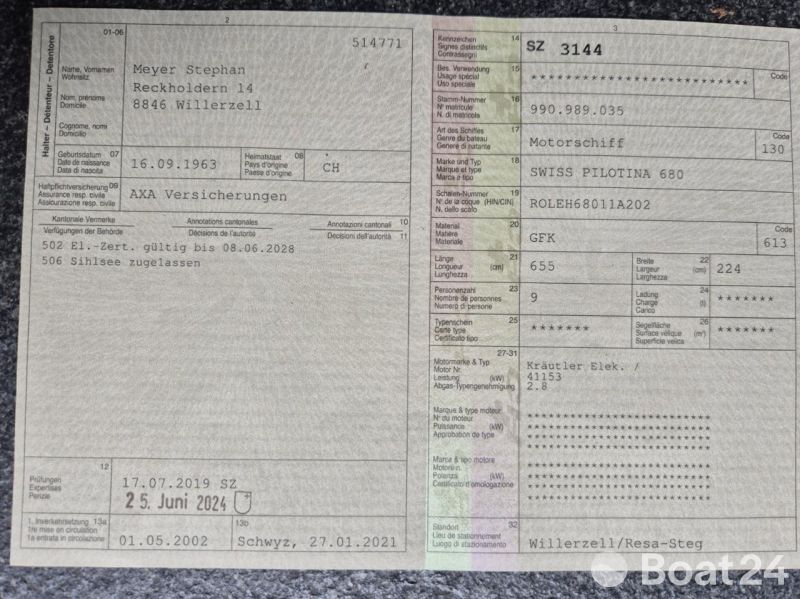 2
01-06
514771
Halter – Détenteur – Detentore
Name, Vornamen
Wohnsitz
Nom, prénoms
Domicile
Cognome, nomi
Domicilio
Meyer Stephan
Reckholdern 14
8846 Willerzell
Geburtsdatum 07
Date de naissance
Data di nascita
16.09.1963
Heimatstaat 08
Pays d'origine
Paese d'origine
CH
Haftpflichtversicherung 09
Assurance resp. civile
Assicurazione resp. civile
AXA Versicherungen
Kantonale Vermerke Annotations cantonales Annotazioni cantonali 10
Verfügungen der Behörde Décisions de l'autorité Decisioni dell'autorità 11
502 El.-Zert. gültig bis 08.06.2028
506 Sihlsee zugelassen
12
Prüfungen
Expertises
Perizie
17.07.2019 SZ
25. Juni 2024
1. Inverkehrsetzung 13a
1re mise en circulation
1a entrata in circolazione
01.05.2002
13b
Schwyz, 27.01.2021
3
Kennzeichen 14
Signes distinctifs
Contrassegni
SZ 3144
Bes. Verwendung 15
Usage spécial
Uso speciale
*************************
Code
Stamm-Nummer 16
N° matricule
N. di matricola
990.989.035
Art des Schiffes 17
Genre du bateau
Genere di natante
Motorschiff
Code
130
Marke und Typ 18
Marque et type
Marca e tipo
SWISS PILOTINA 680
Schalen-Nummer 19
N° de la coque (HIN/CIN)
N. dello scafo
ROLEH68011A202
Material 20
Matière
Materiale
GFK
Code
613
Länge 21
Longueur (cm)
Lunghezza
655
Breite 22
Largeur (cm)
Larghezza
224
Personenzahl 23
Nombre de personnes
Numero di persone
9
Ladung 24
Charge (t)
Carico
*******
Typenschein 25
Carte type
Certificato tipo
*******
Segelfläche 26
Surface vélique (m²)
Superficie velica
*******
27-31
Motormarke & Typ
Motor Nr.
Leistung (kW)
Abgas-Typengenehmigung
Kräutler Elek. /
41153
2.8
Marque & type moteur
N° du moteur
Puissance (kW)
Approbation de type
*********************
*********************
*********************
*********************
Marca & tipo motore
Motore n.
Potenza (kW)
Certificato d'omologazione
*********************
*********************
*********************
*********************
Standort 32
Lieu de stationnement
Luogo di stazionamento
Willerzell/Resa-Steg
Boat24